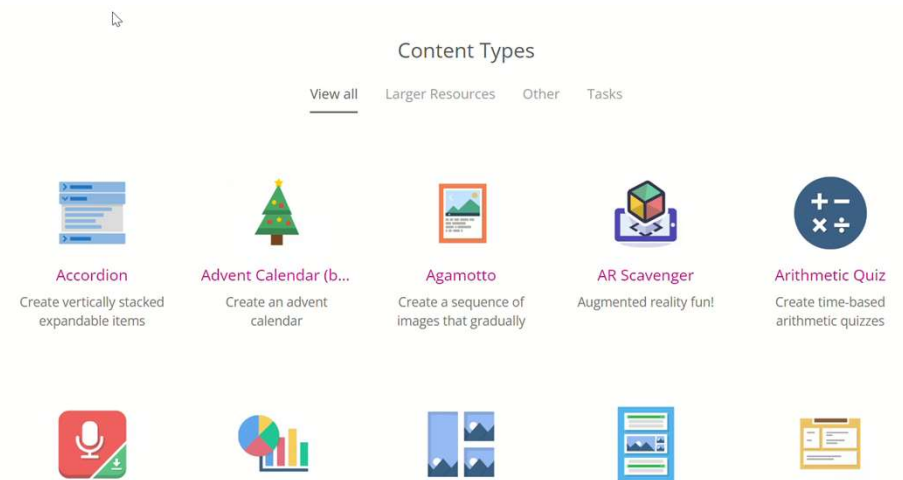 Content Types
View all Larger Resources Other Tasks
Accordion
Create vertically stacked
expandable items
Advent Calendar (b...
Create an advent
calendar
Agamotto
Create a sequence of
images that gradually
AR Scavenger
Augmented reality fun!
Arithmetic Quiz
Create time-based
arithmetic quizzes